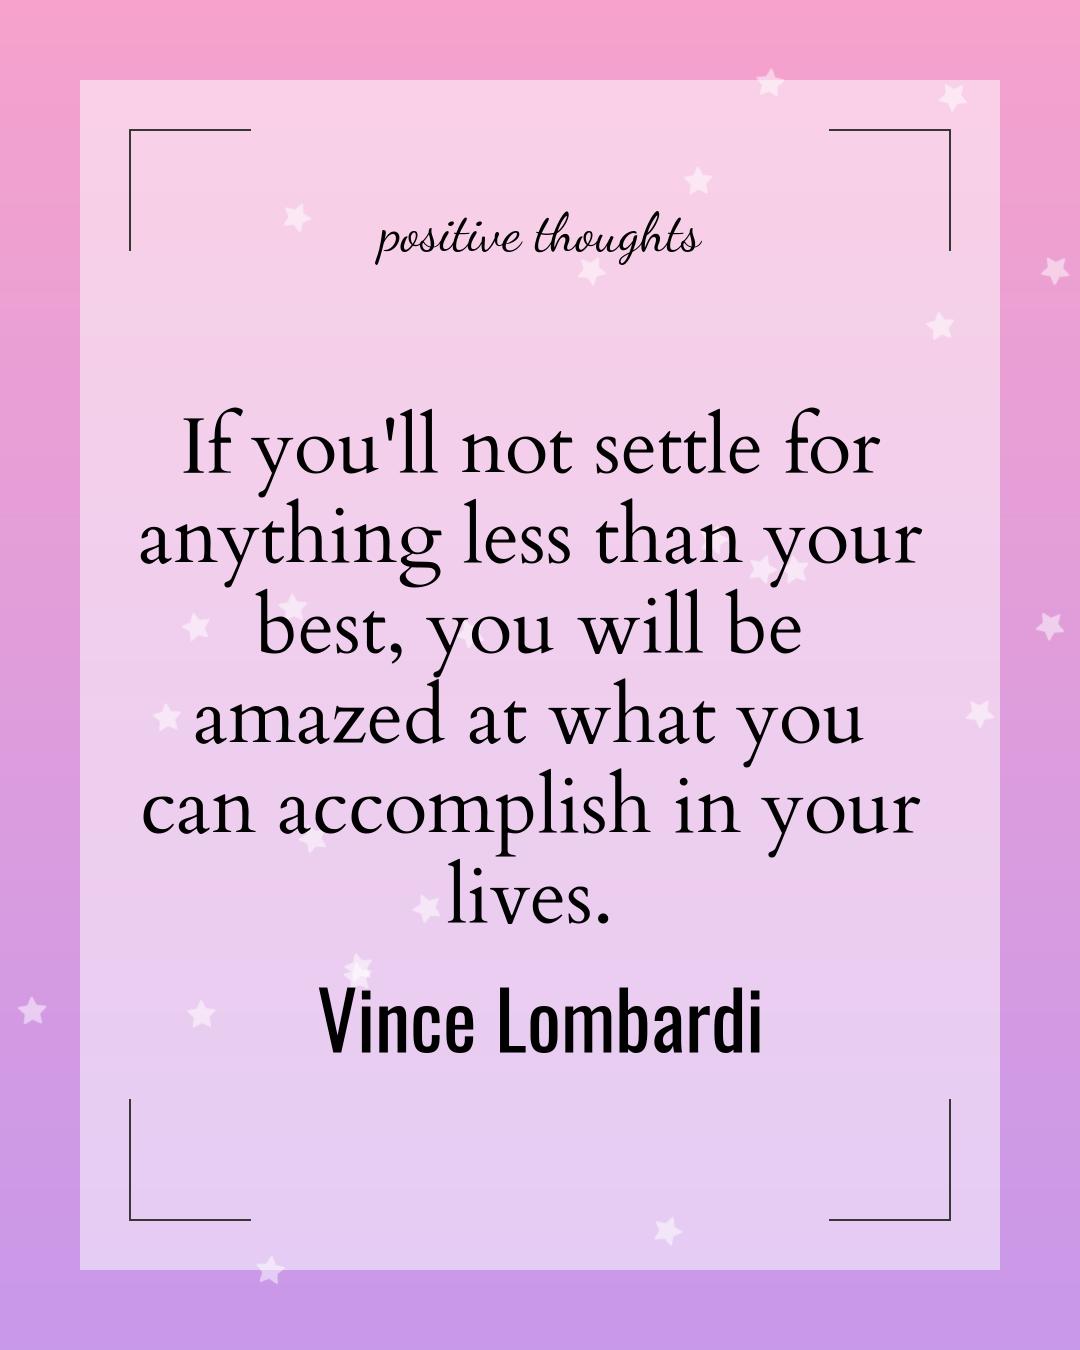 positive thoughts
If you'll not settle for
anything less than your
best, you will be
amazed at what you
can accomplish in your
lives.
Vince Lombardi